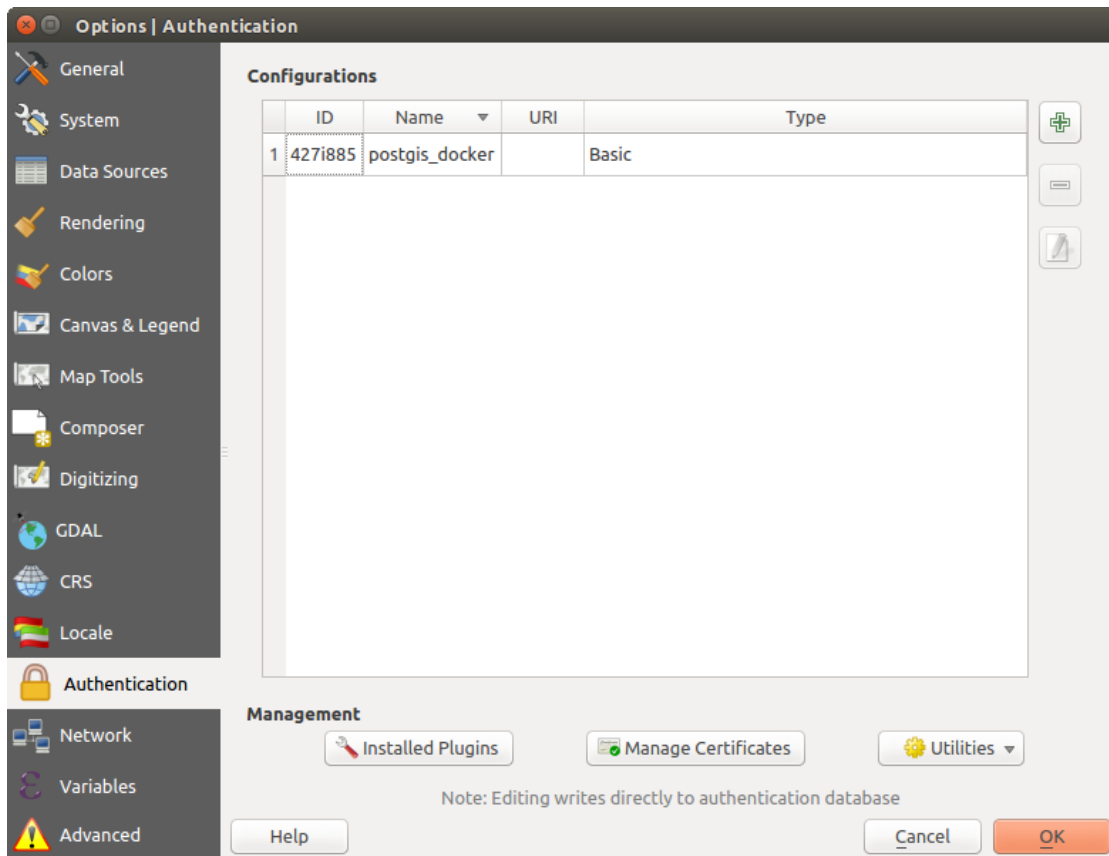 Options | Authentication
General
System
Data Sources
Rendering
Colors
Canvas & Legend
Map Tools
Composer
Digitizing
GDAL
CRS
Locale
Authentication
Network
Variables
Advanced
Configurations
ID Name URI Type
1 427i885 postgis_docker Basic
Management
Installed Plugins Manage Certificates Utilities
Note: Editing writes directly to authentication database
Help Cancel OK